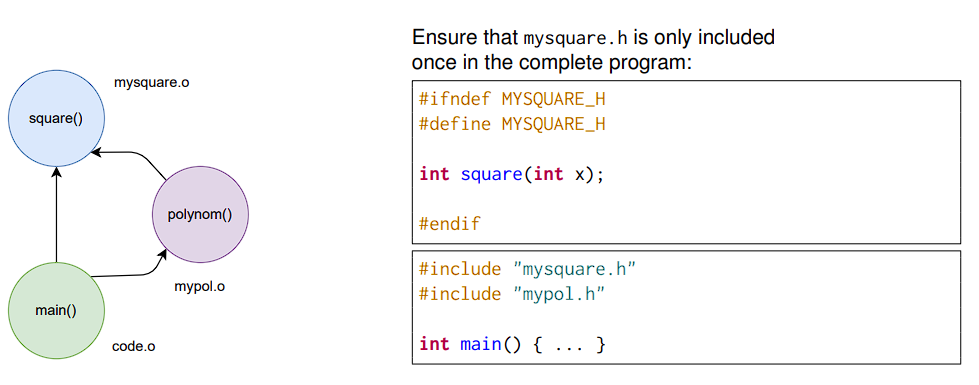 mysquare.o
square()
polynom()
mypol.o
main()
code.o
Ensure that mysquare.h is only included
once in the complete program:
#ifndef MYSQUARE_H
#define MYSQUARE_H
int square(int x);
#endif
#include "mysquare.h"
#include "mypol.h"
int main() { ... }